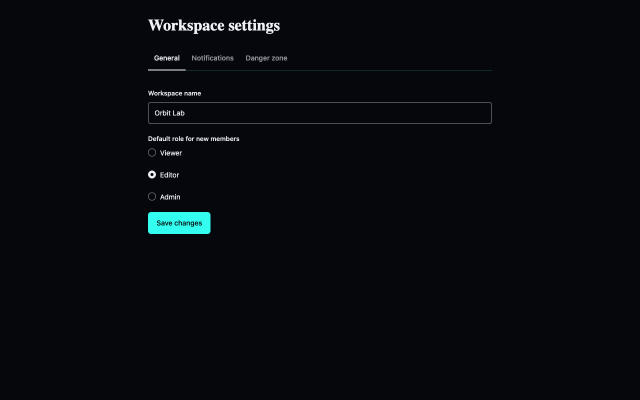 Workspace settings
General Notifications Danger zone
Workspace name
Orbit Lab
Default role for new members
Viewer
Editor
Admin
Save changes